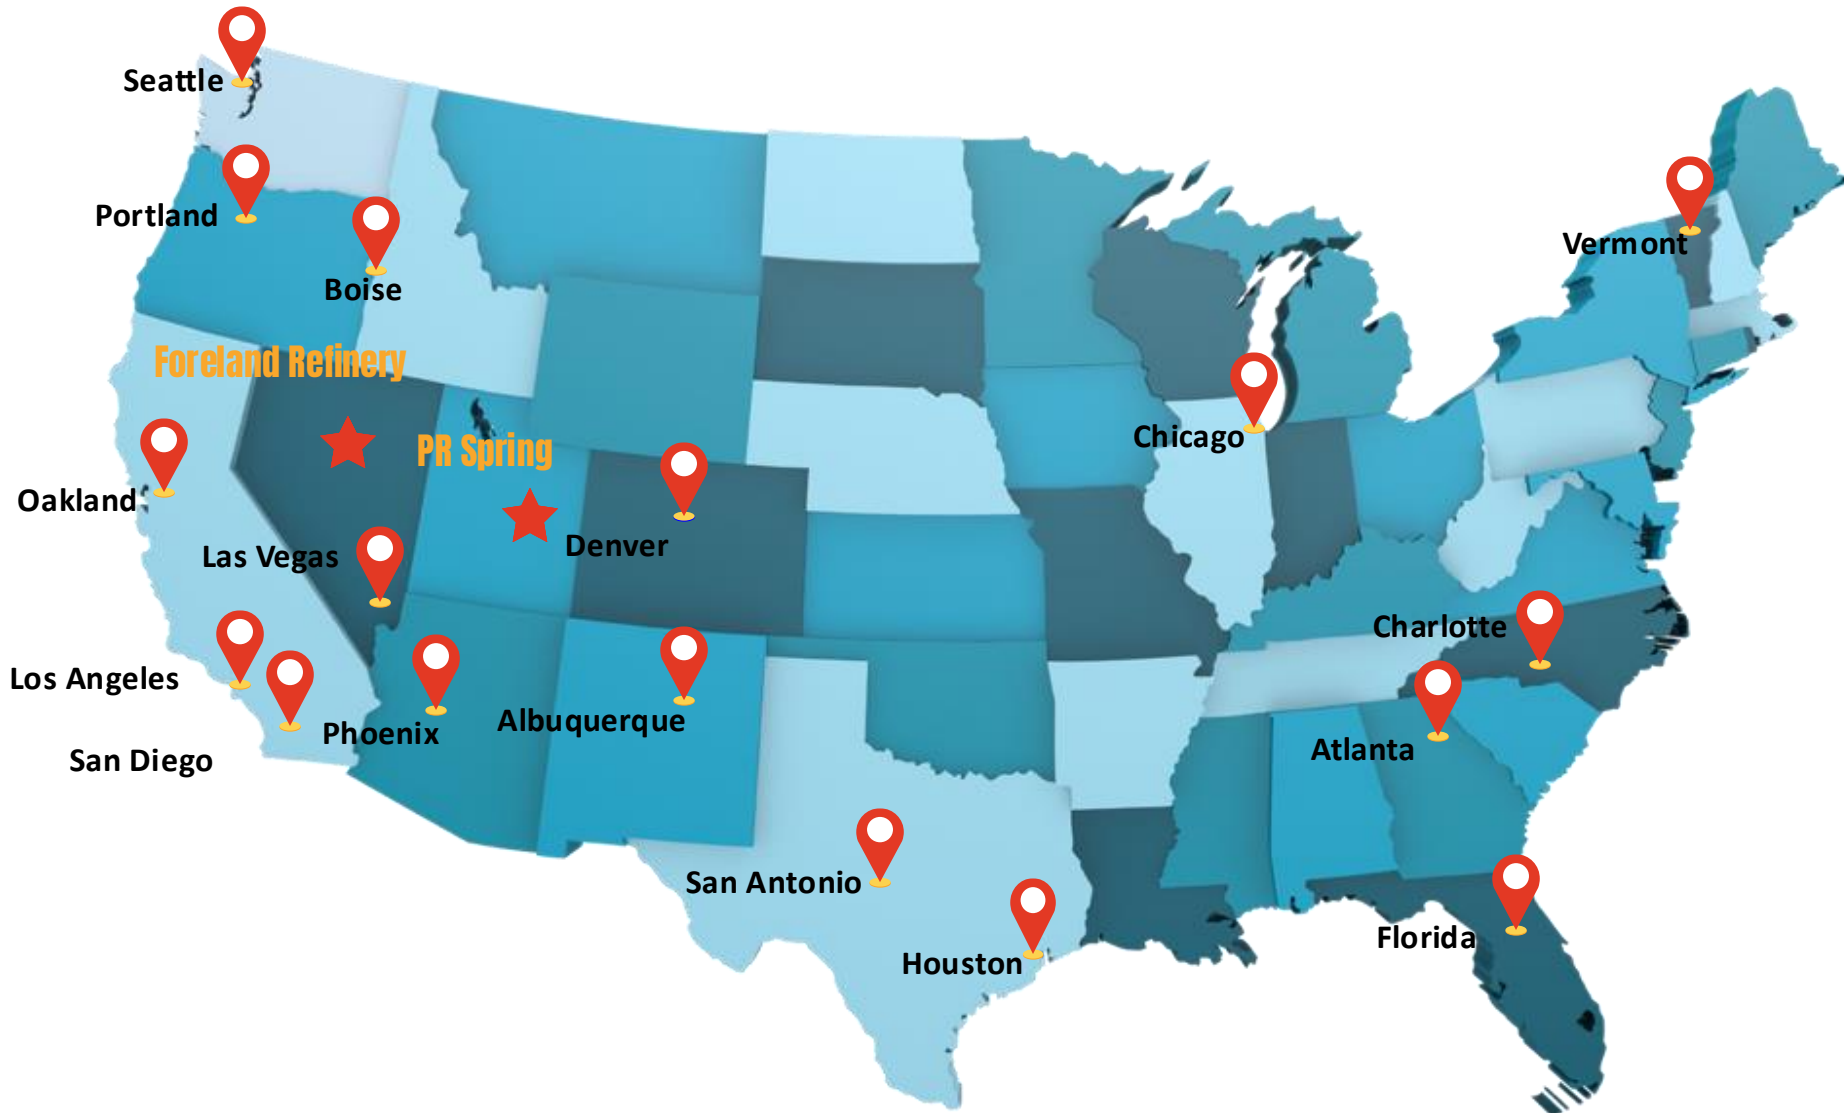 Seattle
Portland
Vermont
Boise
Foreland Refinery
Chicago
PR Spring
Oakland
Denver
Las Vegas
Charlotte
Los Angeles
Albuquerque
Phoenix
Atlanta
San Diego
San Antonio
Florida
Houston